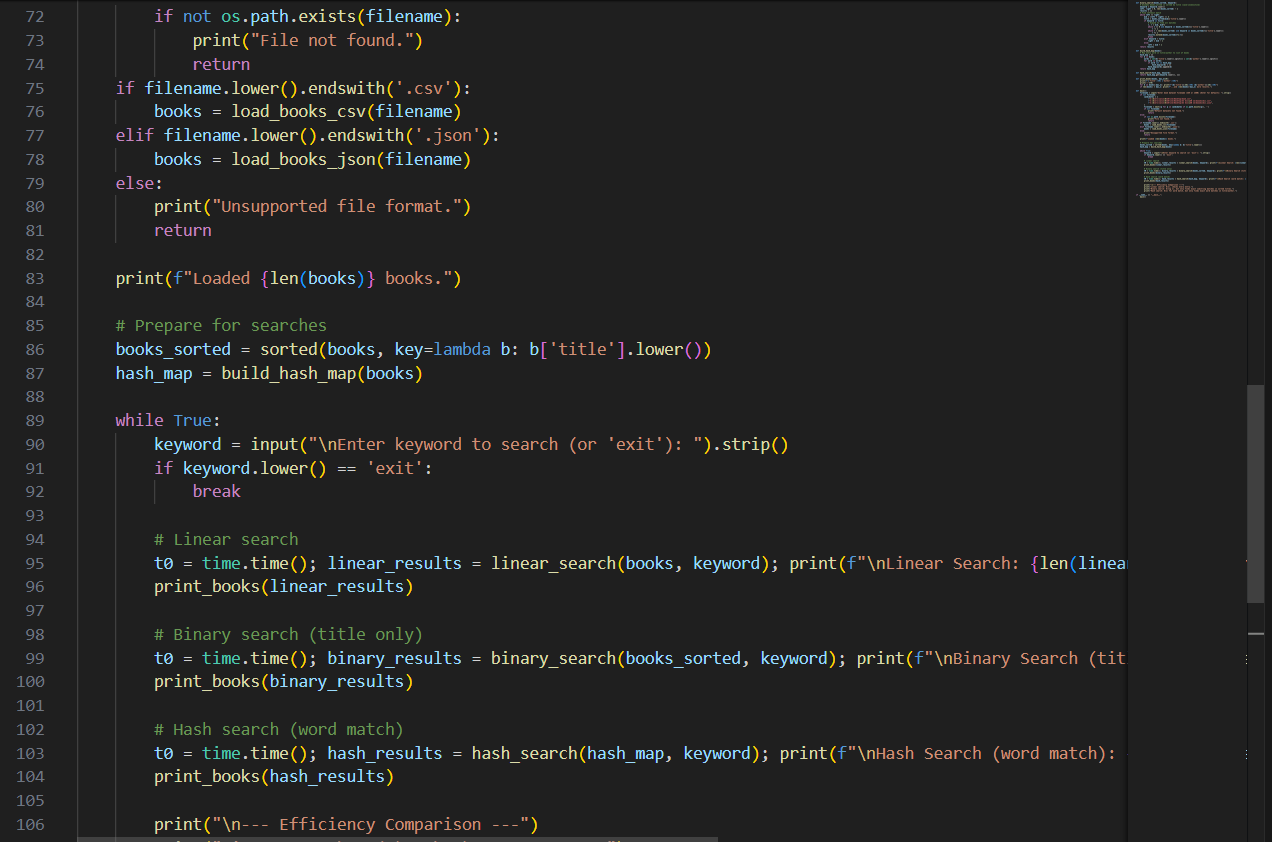 72 if not os.path.exists(filename):
73 print("File not found.")
74 return
75 if filename.lower().endswith('.csv'):
76 books = load_books_csv(filename)
77 elif filename.lower().endswith('.json'):
78 books = load_books_json(filename)
79 else:
80 print("Unsupported file format.")
81 return
82
83 print(f"Loaded {len(books)} books.")
84
85 # Prepare for searches
86 books_sorted = sorted(books, key=lambda b: b['title'].lower())
87 hash_map = build_hash_map(books)
88
89 while True:
90 keyword = input("\nEnter keyword to search (or 'exit'): ").strip()
91 if keyword.lower() == 'exit':
92 break
93
94 # Linear search
95 t0 = time.time(); linear_results = linear_search(books, keyword); print(f"\nLinear Search: {len(linea
96 print_books(linear_results)
97
98 # Binary search (title only)
99 t0 = time.time(); binary_results = binary_search(books_sorted, keyword); print(f"\nBinary Search (tit
100 print_books(binary_results)
101
102 # Hash search (word match)
103 t0 = time.time(); hash_results = hash_search(hash_map, keyword); print(f"\nHash Search (word match):
104 print_books(hash_results)
105
106 print("\n--- Efficiency Comparison ---")